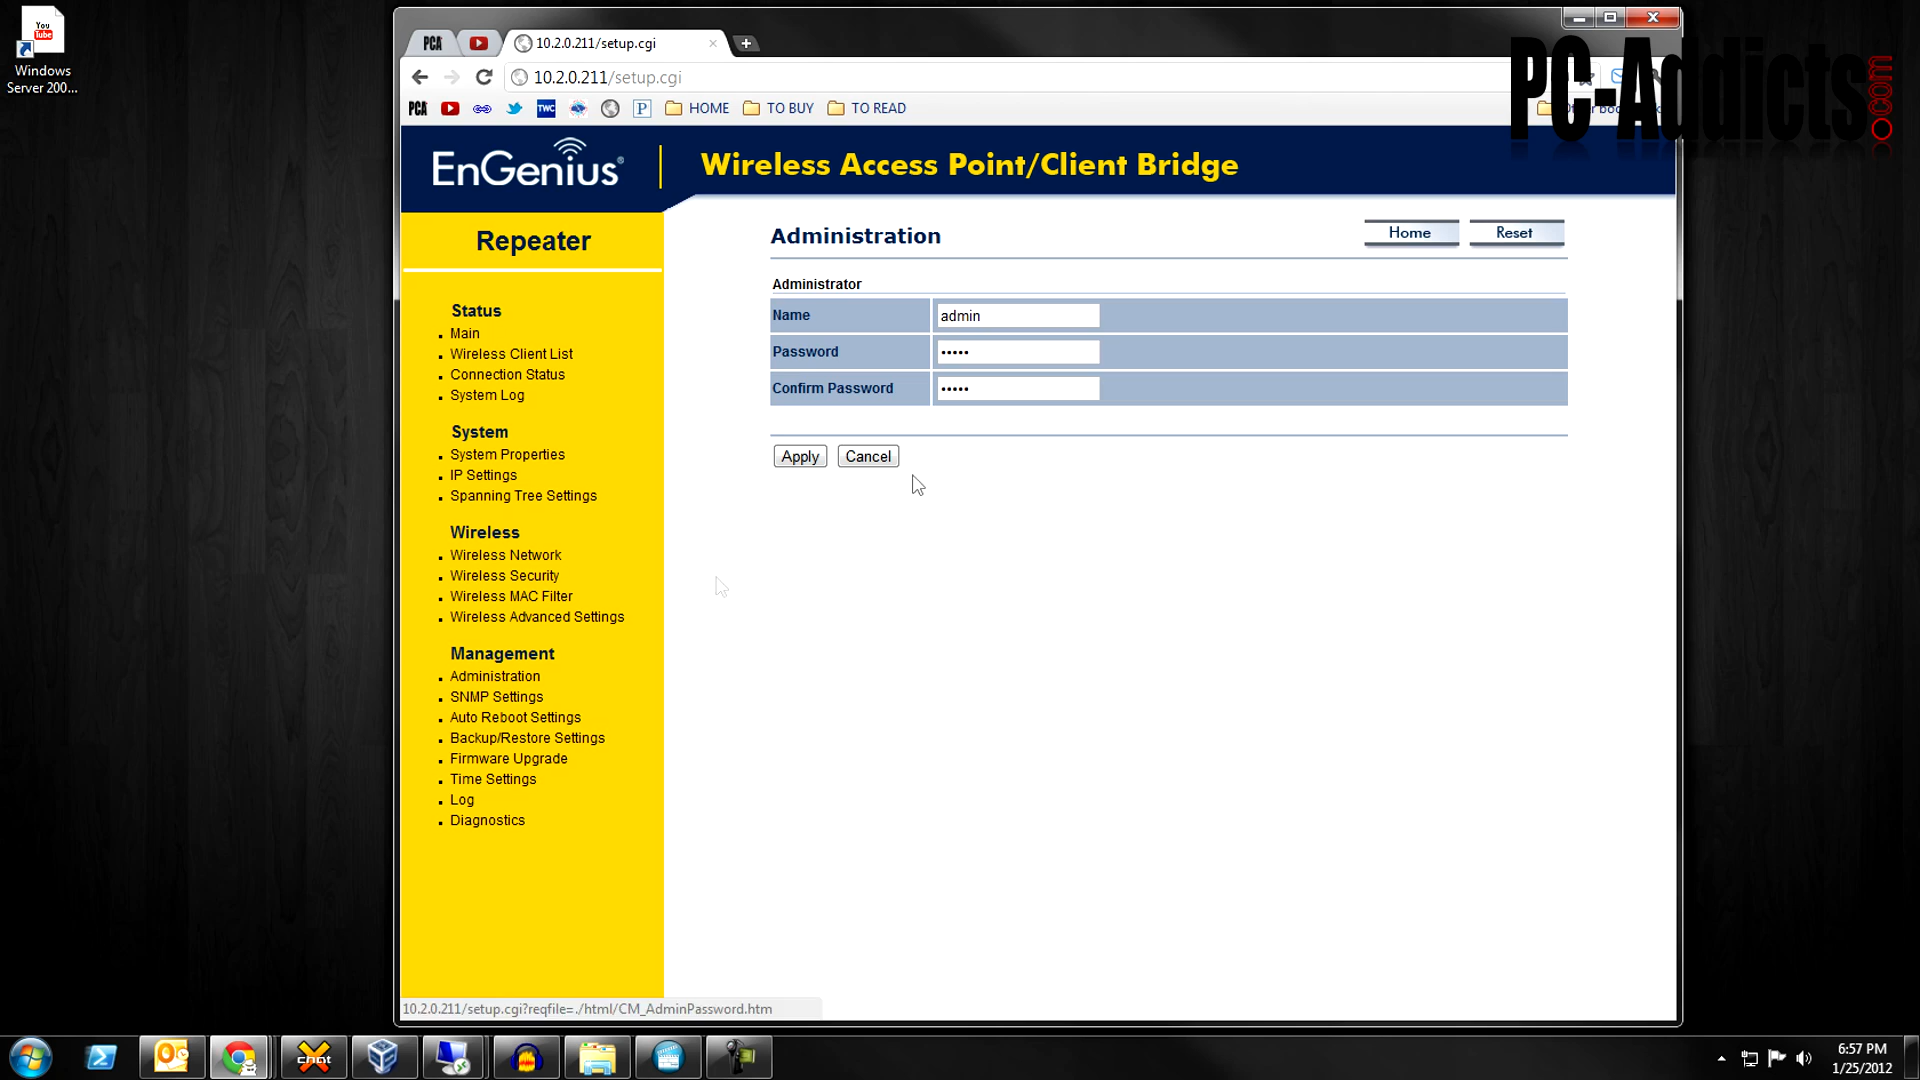 You
Tube
Windows
Server 200...
PCA
10.2.0.211/setup.cgi
10.2.0.211/setup.cgi
PCA
TWC
P
HOME
TO BUY
TO READ
PC-Addicts
.com
EnGenius®
Wireless Access Point/Client Bridge
Repeater
Status
Main
Wireless Client List
Connection Status
System Log
System
System Properties
IP Settings
Spanning Tree Settings
Wireless
Wireless Network
Wireless Security
Wireless MAC Filter
Wireless Advanced Settings
Management
Administration
SNMP Settings
Auto Reboot Settings
Backup/Restore Settings
Firmware Upgrade
Time Settings
Log
Diagnostics
Administration
Home
Reset
Administrator
Name
admin
Password
•••••
Confirm Password
•••••
Apply
Cancel
10.2.0.211/setup.cgi?reqfile=./html/CM_AdminPassword.htm
chat
6:57 PM
1/25/2012